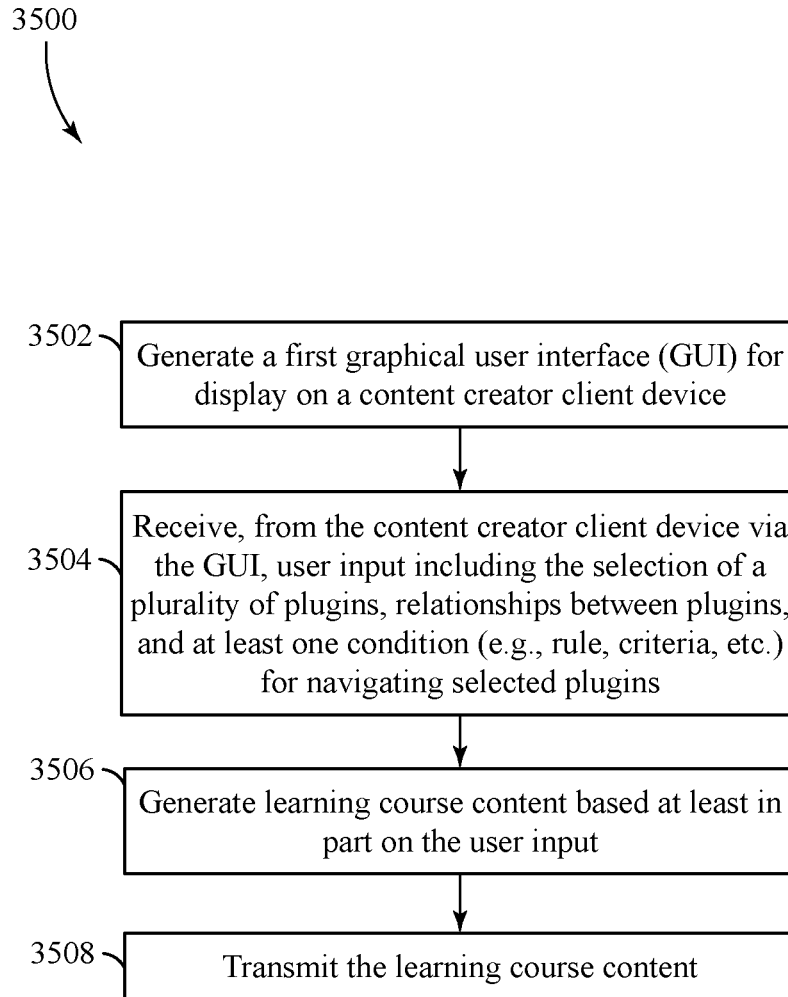 3500
3502
Generate a first graphical user interface (GUI) for
display on a content creator client device
3504
Receive, from the content creator client device via
the GUI, user input including the selection of a
plurality of plugins, relationships between plugins,
and at least one condition (e.g., rule, criteria, etc.)
for navigating selected plugins
3506
Generate learning course content based at least in
part on the user input
3508
Transmit the learning course content